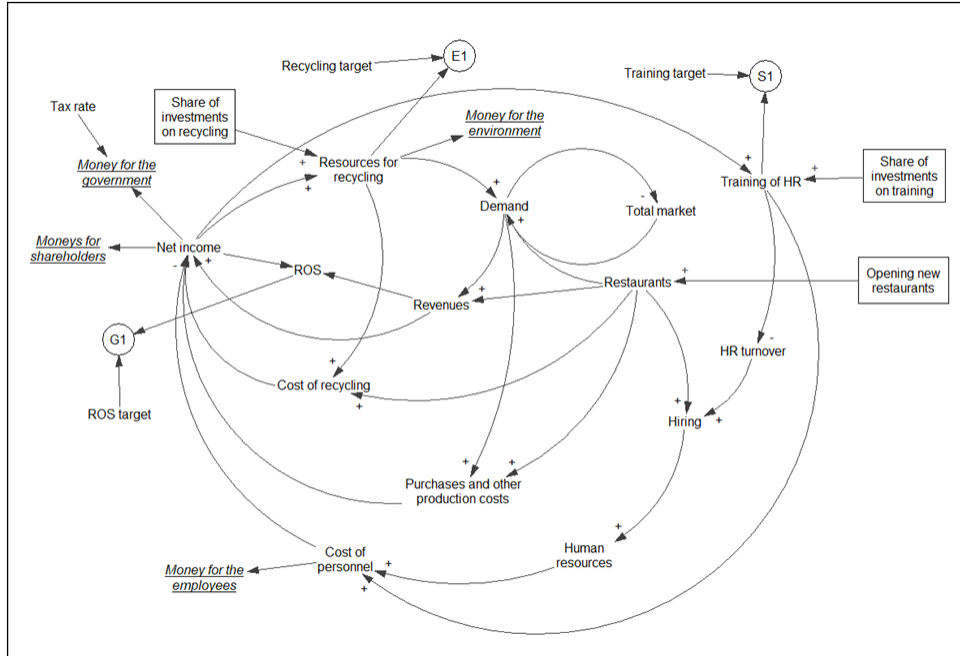 E1
Recycling target
Training target
S1
Tax rate
Share of
investments
on recycling
Money for the
environment
Money for the
government
+
Resources for
recycling
+
+
Training of HR
+
Share of
investments
on training
+
Demand
+
-
Total market
Moneys for
shareholders
Net income
-
+
ROS
Restaurants
+
Opening new
restaurants
Revenues
+
G1
HR turnover
-
+
Cost of recycling
+
ROS target
+
Hiring
+
+
+
Purchases and other
production costs
+
Human
resources
Cost of
personnel
+
+
Money for the
employees